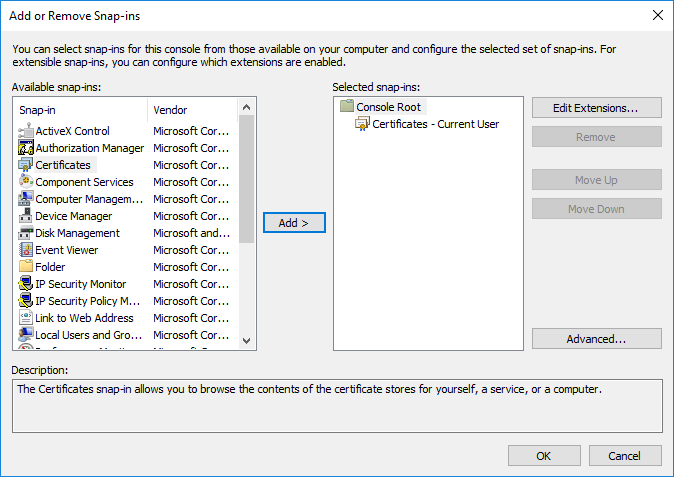 Add or Remove Snap-ins
You can select snap-ins for this console from those available on your computer and configure the selected set of snap-ins. For
extensible snap-ins, you can configure which extensions are enabled.
Available snap-ins:
Snap-in Vendor
ActiveX Control Microsoft Cor...
Authorization Manager Microsoft Cor...
Certificates Microsoft Cor...
Component Services Microsoft Cor...
Computer Managem... Microsoft Cor...
Device Manager Microsoft Cor...
Disk Management Microsoft and...
Event Viewer Microsoft Cor...
Folder Microsoft Cor...
IP Security Monitor Microsoft Cor...
IP Security Policy M... Microsoft Cor...
Link to Web Address Microsoft Cor...
Local Users and Gro... Microsoft Cor...
Add >
Selected snap-ins:
Console Root
Certificates - Current User
Edit Extensions...
Remove
Move Up
Move Down
Advanced...
Description:
The Certificates snap-in allows you to browse the contents of the certificate stores for yourself, a service, or a computer.
OK
Cancel